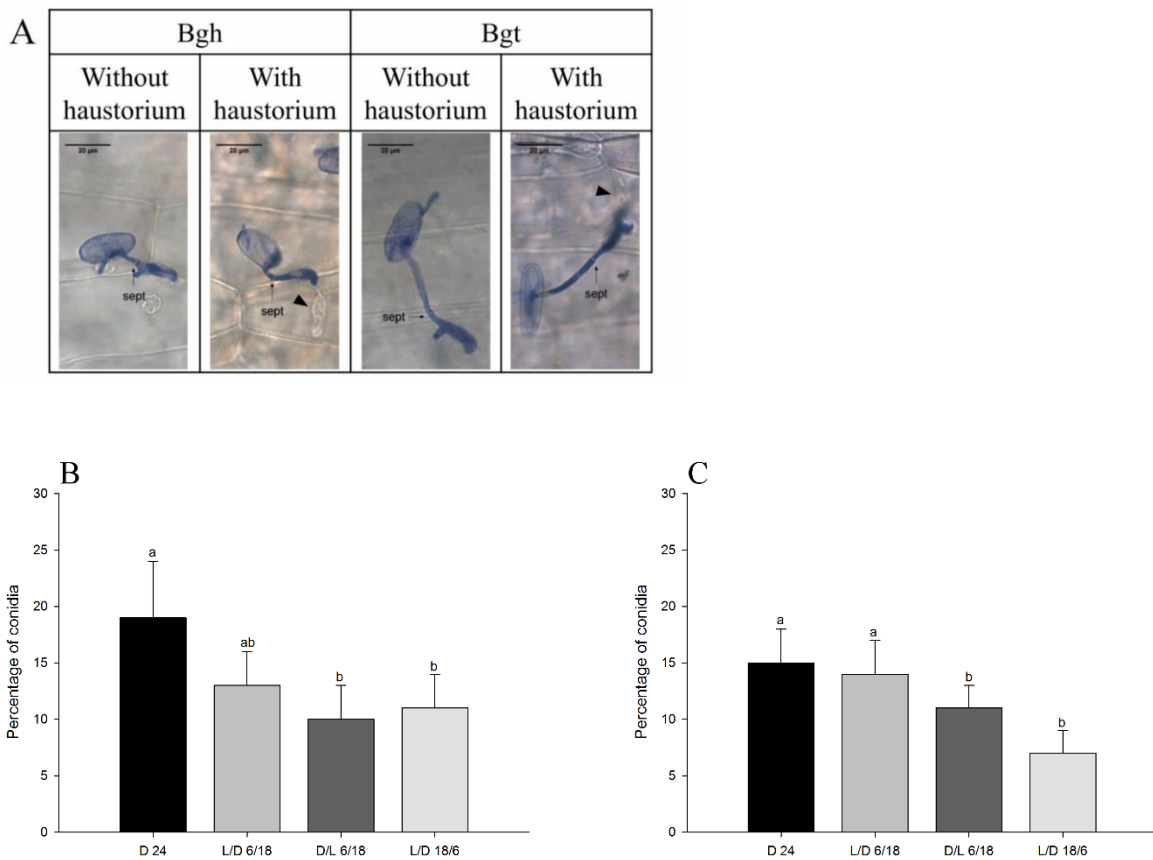 A
Bgh
Bgt
Without
haustorium
With
haustorium
Without
haustorium
With
haustorium
20 µm
20 µm
20 µm
20 µm
sept
sept
sept
sept
B
Percentage of conidia
30
25
20
15
10
5
0
a
ab
b
b
D 24
L/D 6/18
D/L 6/18
L/D 18/6
C
Percentage of conidia
30
25
20
15
10
5
0
a
a
b
b
D 24
L/D 6/18
D/L 6/18
L/D 18/6